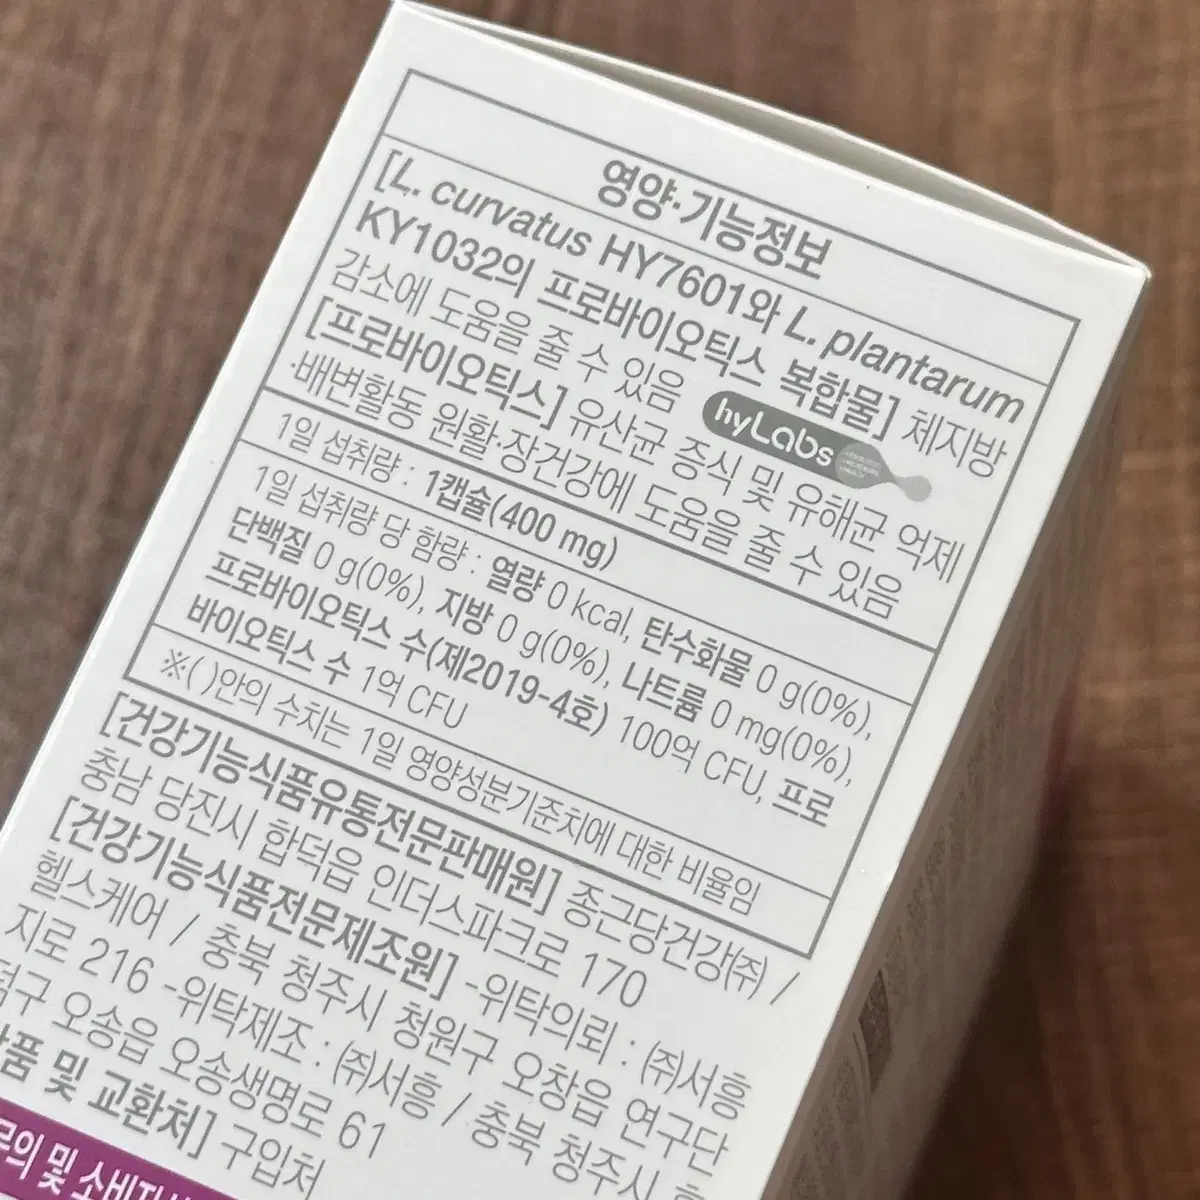 영양·기능정보
[L. curvatus HY7601와 L. plantarum
KY1032의 프로바이오틱스 복합물] 체지방
감소에 도움을 줄 수 있음
hyLabs
[프로바이오틱스] 유산균 증식 및 유해균 억제
·배변활동 원활·장건강에 도움을 줄 수 있음
1일 섭취량 : 1캡슐(400 mg)
1일 섭취량 당 함량 : 열량 0 kcal, 탄수화물 0 g(0%),
단백질 0 g(0%), 지방 0 g(0%), 나트륨 0 mg(0%),
프로바이오틱스 수(제2019-4호) 100억 CFU, 프로
바이오틱스 수 1억 CFU
※( )안의 수치는 1일 영양성분기준치에 대한 비율임
[건강기능식품유통전문판매원] 종근당건강㈜ /
충남 당진시 합덕읍 인더스파크로 170
[건강기능식품전문제조원] -위탁의뢰 : ㈜서흥
헬스케어 / 충북 청주시 청원구 오창읍 연구단
지로 216 -위탁제조 : ㈜서흥 / 충북 청주시
오송읍 오송생명로 61
및 교환처] 구입처
문의 및